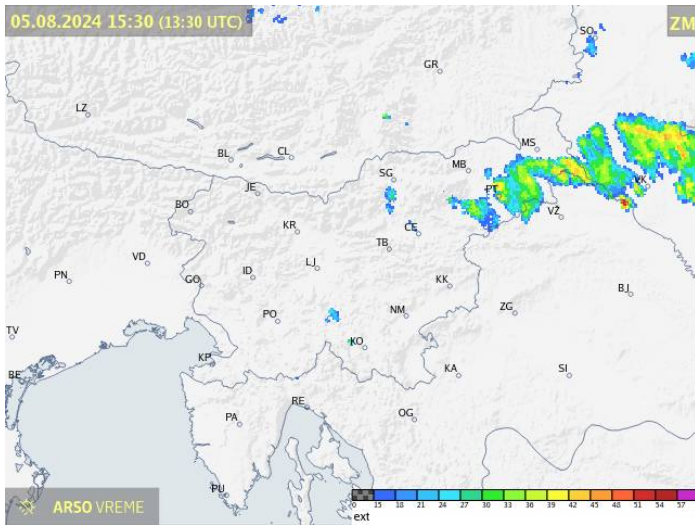 05.08.2024 15:30 (13:30 UTC)
ZM
SO
GR
LZ
MS
BL
CL
MB
SG
PT
VK
JE
BO
VŽ
KR
CE
TB
VD
LJ
PN
ID
GO
KK
BJ
PO
NM
ZG
TV
KO
KP
BE
KA
SI
RE
PA
OG
PU
ARSO VREME
0 15 18 21 24 27 30 33 36 39 42 45 48 51 54 57
ext